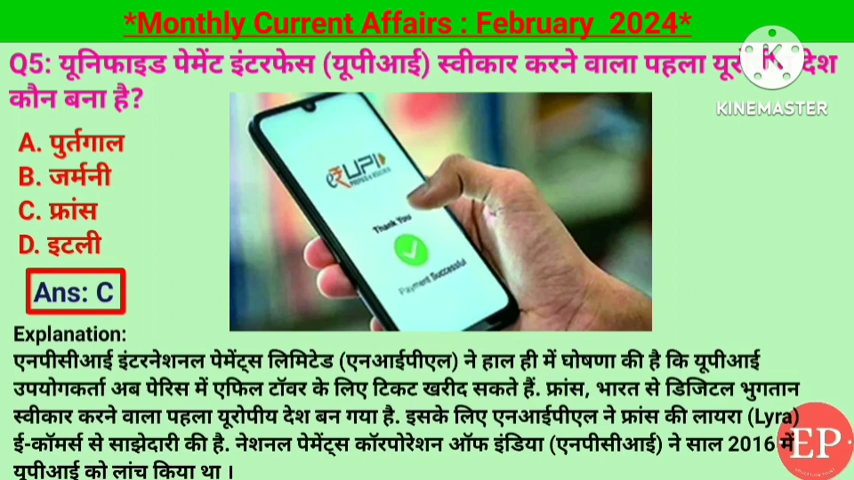 *Monthly Current Affairs : February 2024*
Q5: यूनिफाइड पेमेंट इंटरफेस (यूपीआई) स्वीकार करने वाला पहला देश
कौन बना है?
KINEMASTER
A. पुर्तगाल
B. जर्मनी
C. फ्रांस
D. इटली
UPI
Thank You
Payment Successful
Ans: C
Explanation:
एनपीसीआई इंटरनेशनल पेमेंट्स लिमिटेड (एनआईपीएल) ने हाल ही में घोषणा की है कि यूपीआई
उपयोगकर्ता अब पेरिस में एफिल टॉवर के लिए टिकट खरीद सकते हैं. फ्रांस, भारत से डिजिटल भुगतान
स्वीकार करने वाला पहला यूरोपीय देश बन गया है. इसके लिए एनआईपीएल ने फ्रांस की लायरा (Lyra)
ई-कॉमर्स से साझेदारी की है. नेशनल पेमेंट्स कॉरपोरेशन ऑफ इंडिया (एनपीसीआई) ने साल 2016 में
यूपीआई को लांच किया था ।
EP